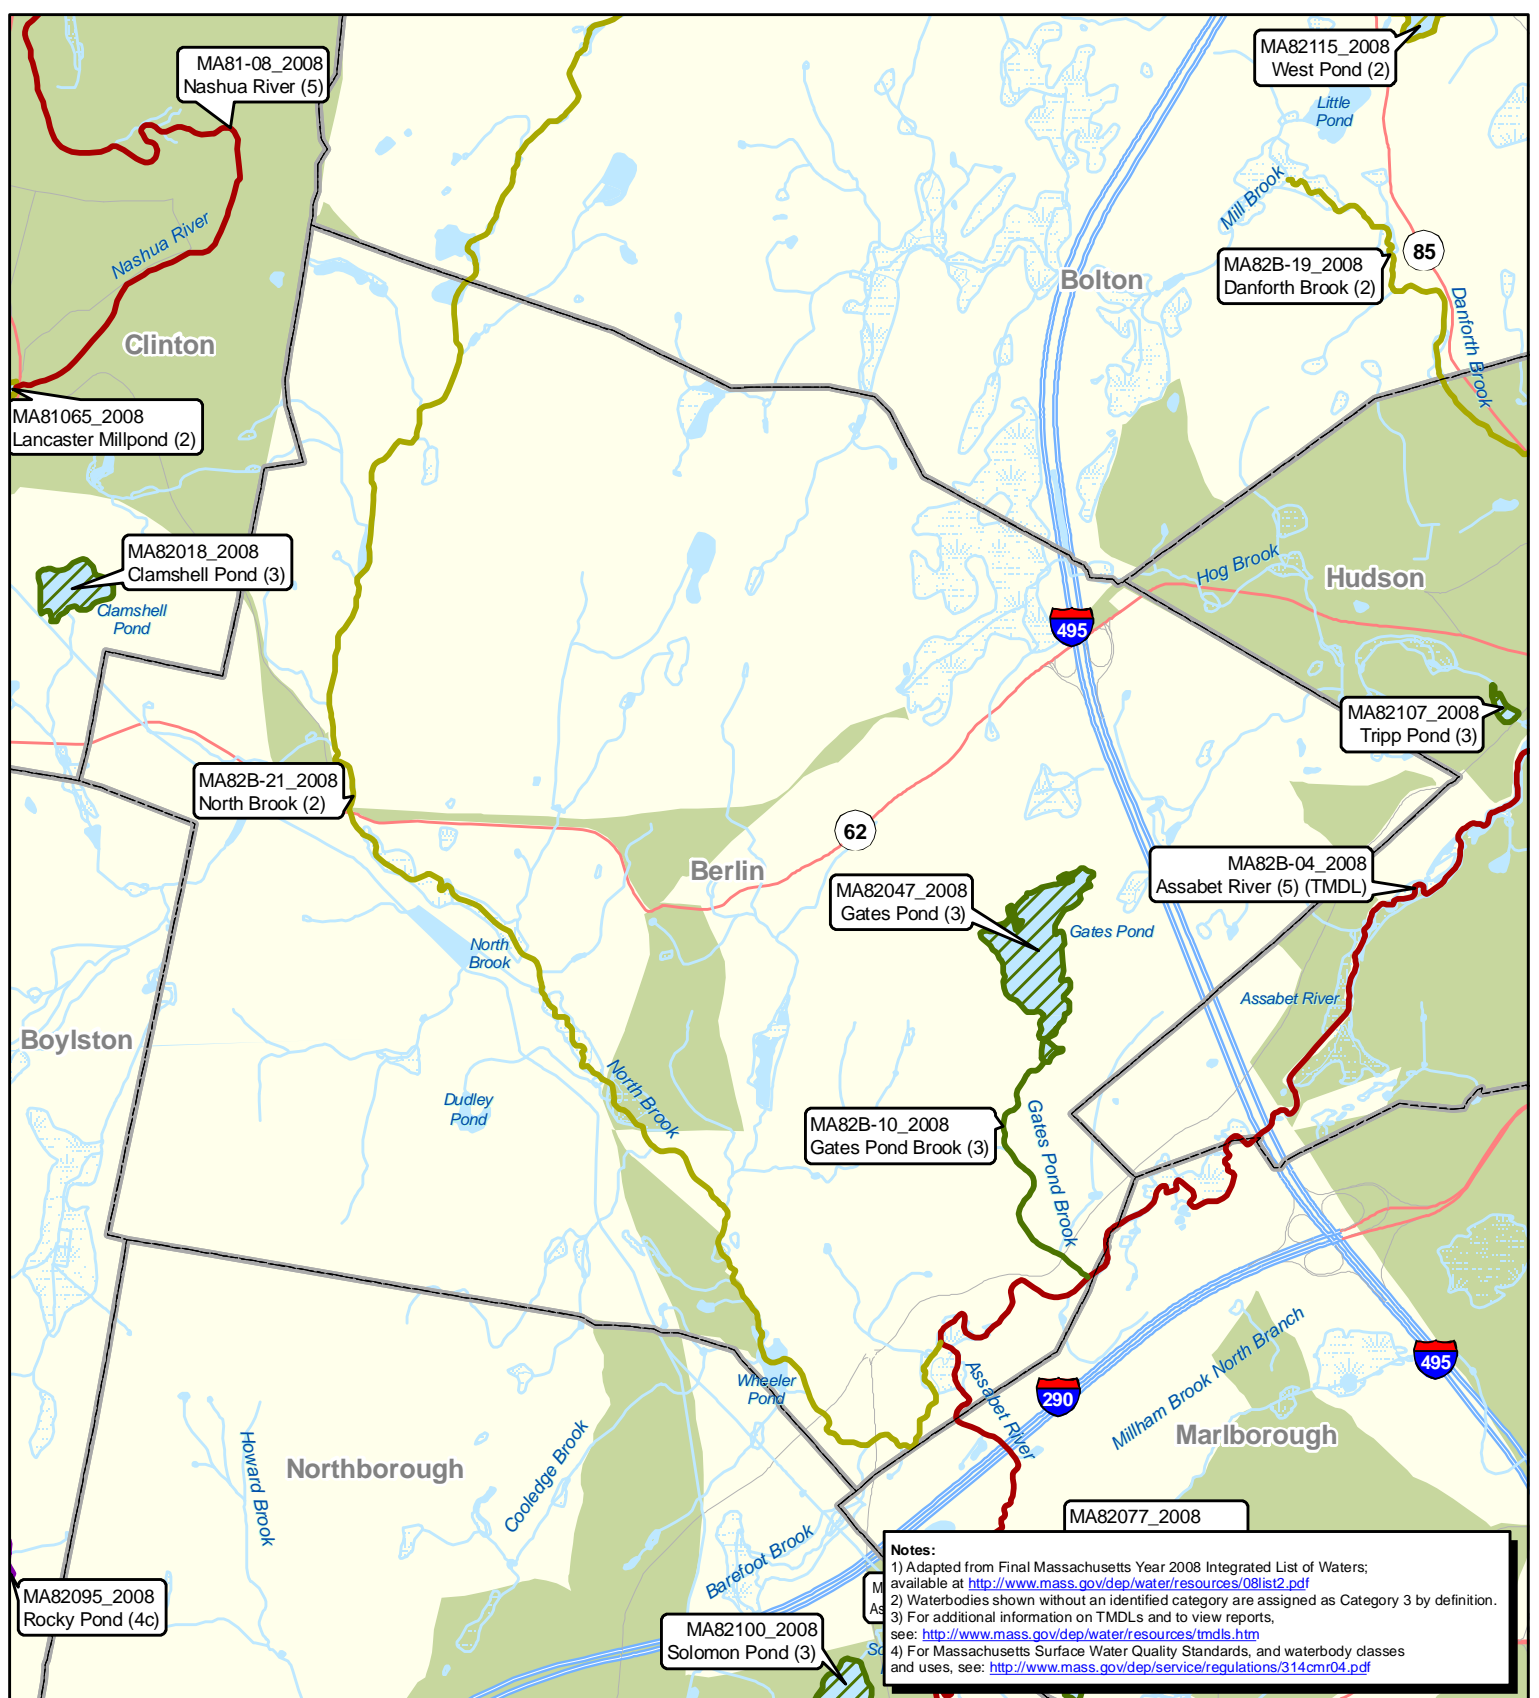 MA81-08_2008
Nashua River (5)
MA82115_2008
West Pond (2)
Little
Pond
Mill Brook
Nashua River
85
MA82B-19_2008
Danforth Brook (2)
Bolton
Danforth Brook
Clinton
MA81065_2008
Lancaster Millpond (2)
MA82018_2008
Clamshell Pond (3)
Clamshell
Pond
Hog Brook
Hudson
495
MA82107_2008
Tripp Pond (3)
MA82B-21_2008
North Brook (2)
62
Berlin
MA82047_2008
Gates Pond (3)
MA82B-04_2008
Assabet River (5) (TMDL)
Gates Pond
North
Brook
Assabet River
Boylston
North Brook
Dudley
Pond
MA82B-10_2008
Gates Pond Brook (3)
Gates Pond Brook
Wheeler
Pond
Assabet River
290
Millham Brook North Branch
495
Marlborough
Howard Brook
Northborough
Cooledge Brook
Barefoot Brook
MA82077_2008
MA82095_2008
Rocky Pond (4c)
MA82100_2008
Solomon Pond (3)
M
As
So
Notes:
1) Adapted from Final Massachusetts Year 2008 Integrated List of Waters;
available at http://www.mass.gov/dep/water/resources/08list2.pdf
2) Waterbodies shown without an identified category are assigned as Category 3 by definition.
3) For additional information on TMDLs and to view reports,
see: http://www.mass.gov/dep/water/resources/tmdls.htm
4) For Massachusetts Surface Water Quality Standards, and waterbody classes
and uses, see: http://www.mass.gov/dep/service/regulations/314cmr04.pdf